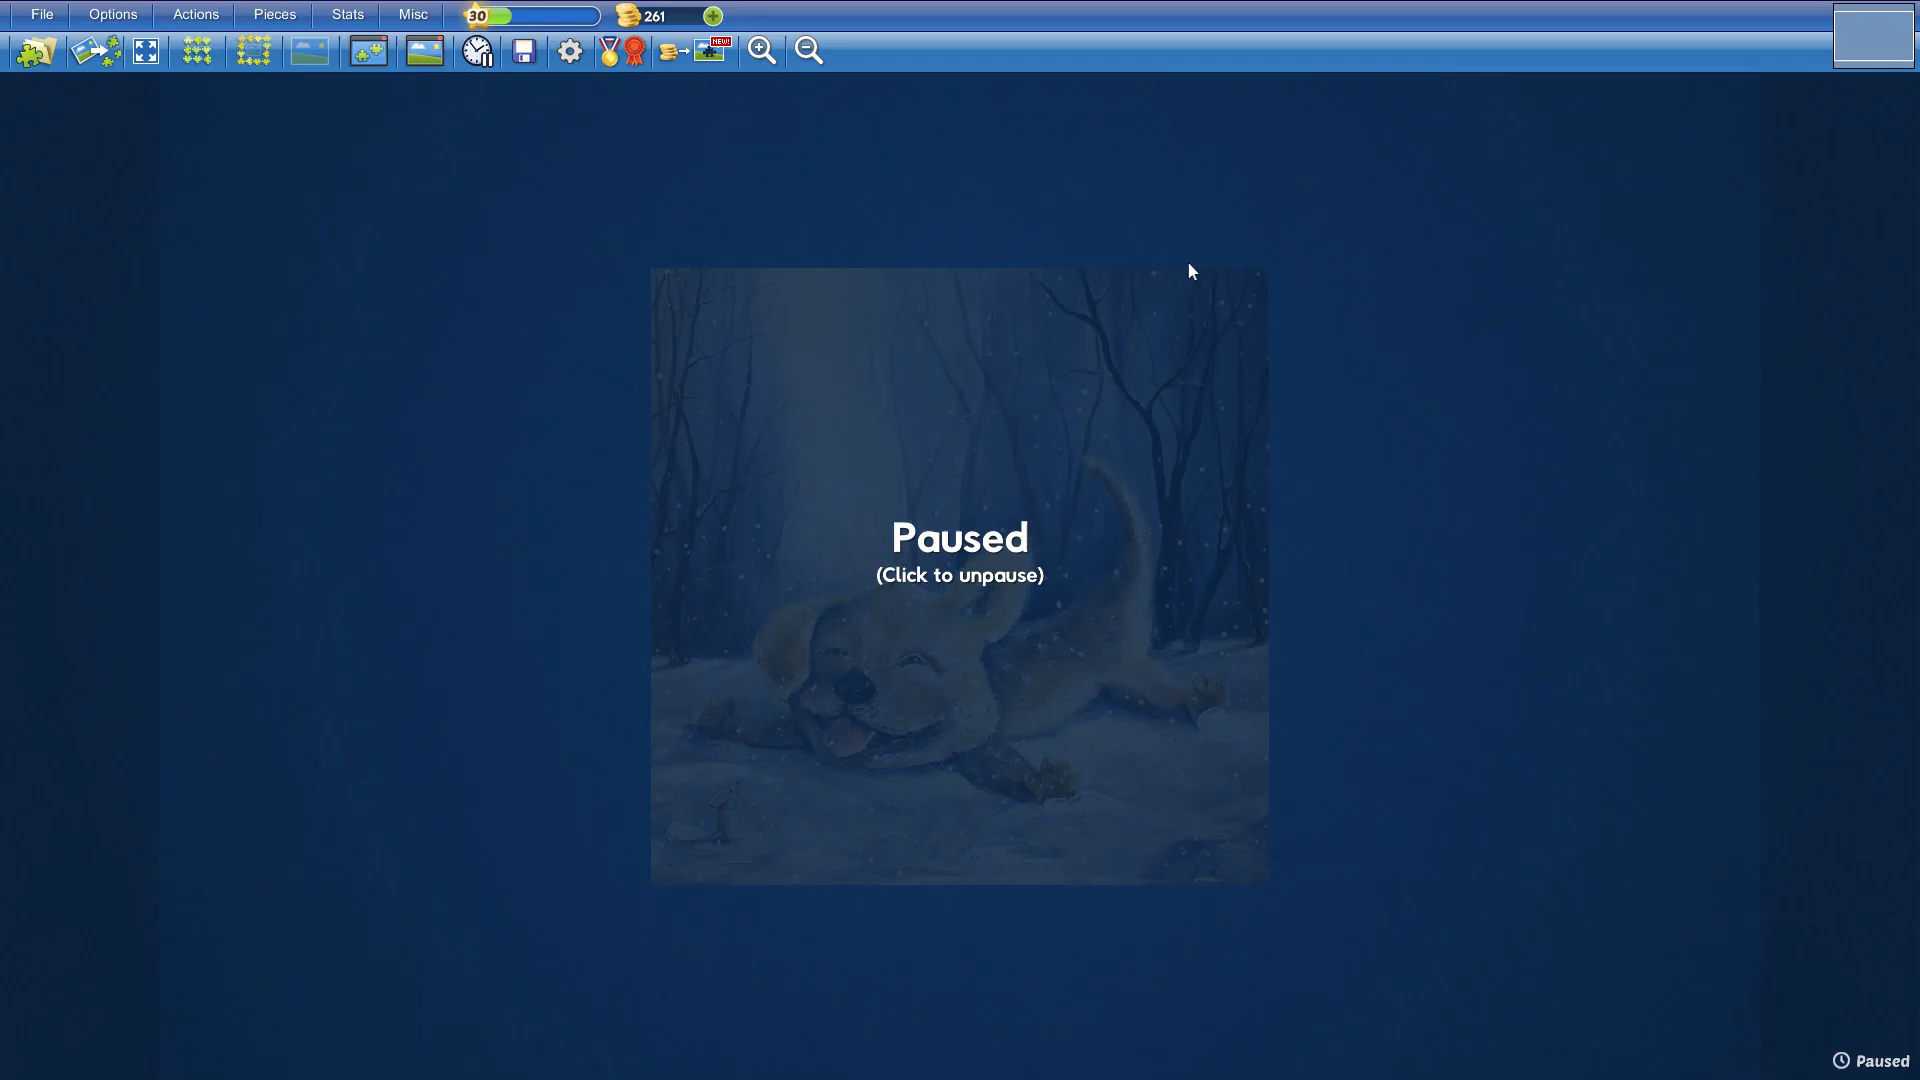 File Options Actions Pieces Stats Misc 30 261
NEW!
Paused
(Click to unpause)
Paused